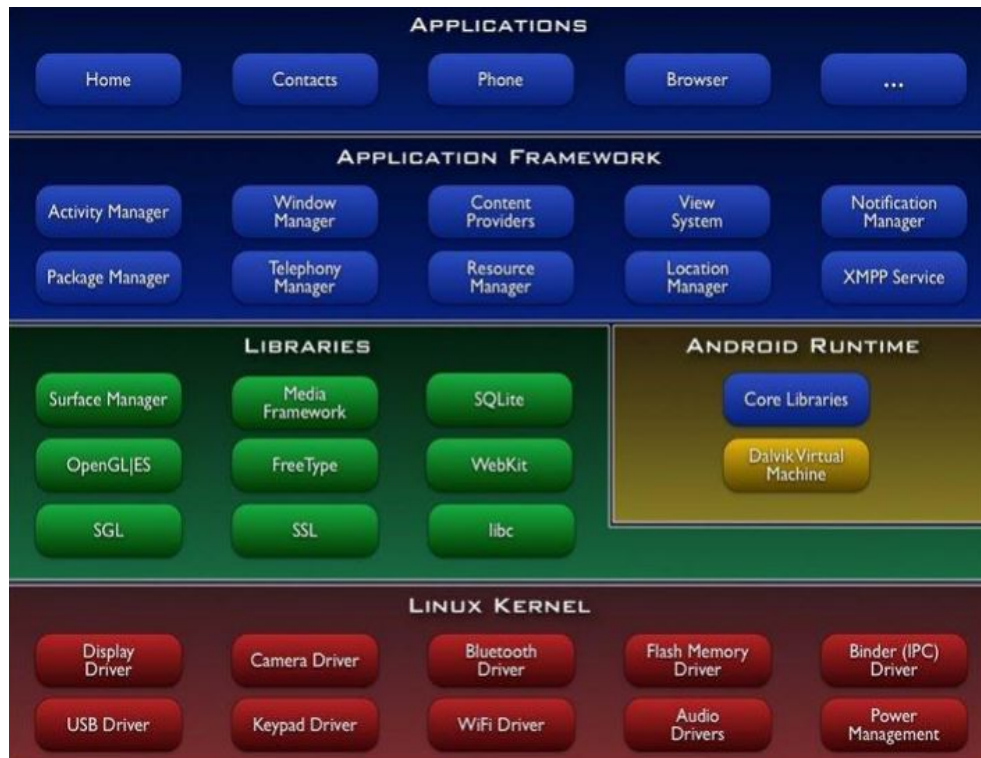 APPLICATIONS
Home
Contacts
Phone
Browser
...
APPLICATION FRAMEWORK
Activity Manager
Window
Manager
Content
Providers
View
System
Notification
Manager
Package Manager
Telephony
Manager
Resource
Manager
Location
Manager
XMPP Service
LIBRARIES
Surface Manager
Media
Framework
SQLite
OpenGL|ES
FreeType
WebKit
SGL
SSL
libc
ANDROID RUNTIME
Core Libraries
Dalvik Virtual
Machine
LINUX KERNEL
Display
Driver
Camera Driver
Bluetooth
Driver
Flash Memory
Driver
Binder (IPC)
Driver
USB Driver
Keypad Driver
WiFi Driver
Audio
Drivers
Power
Management